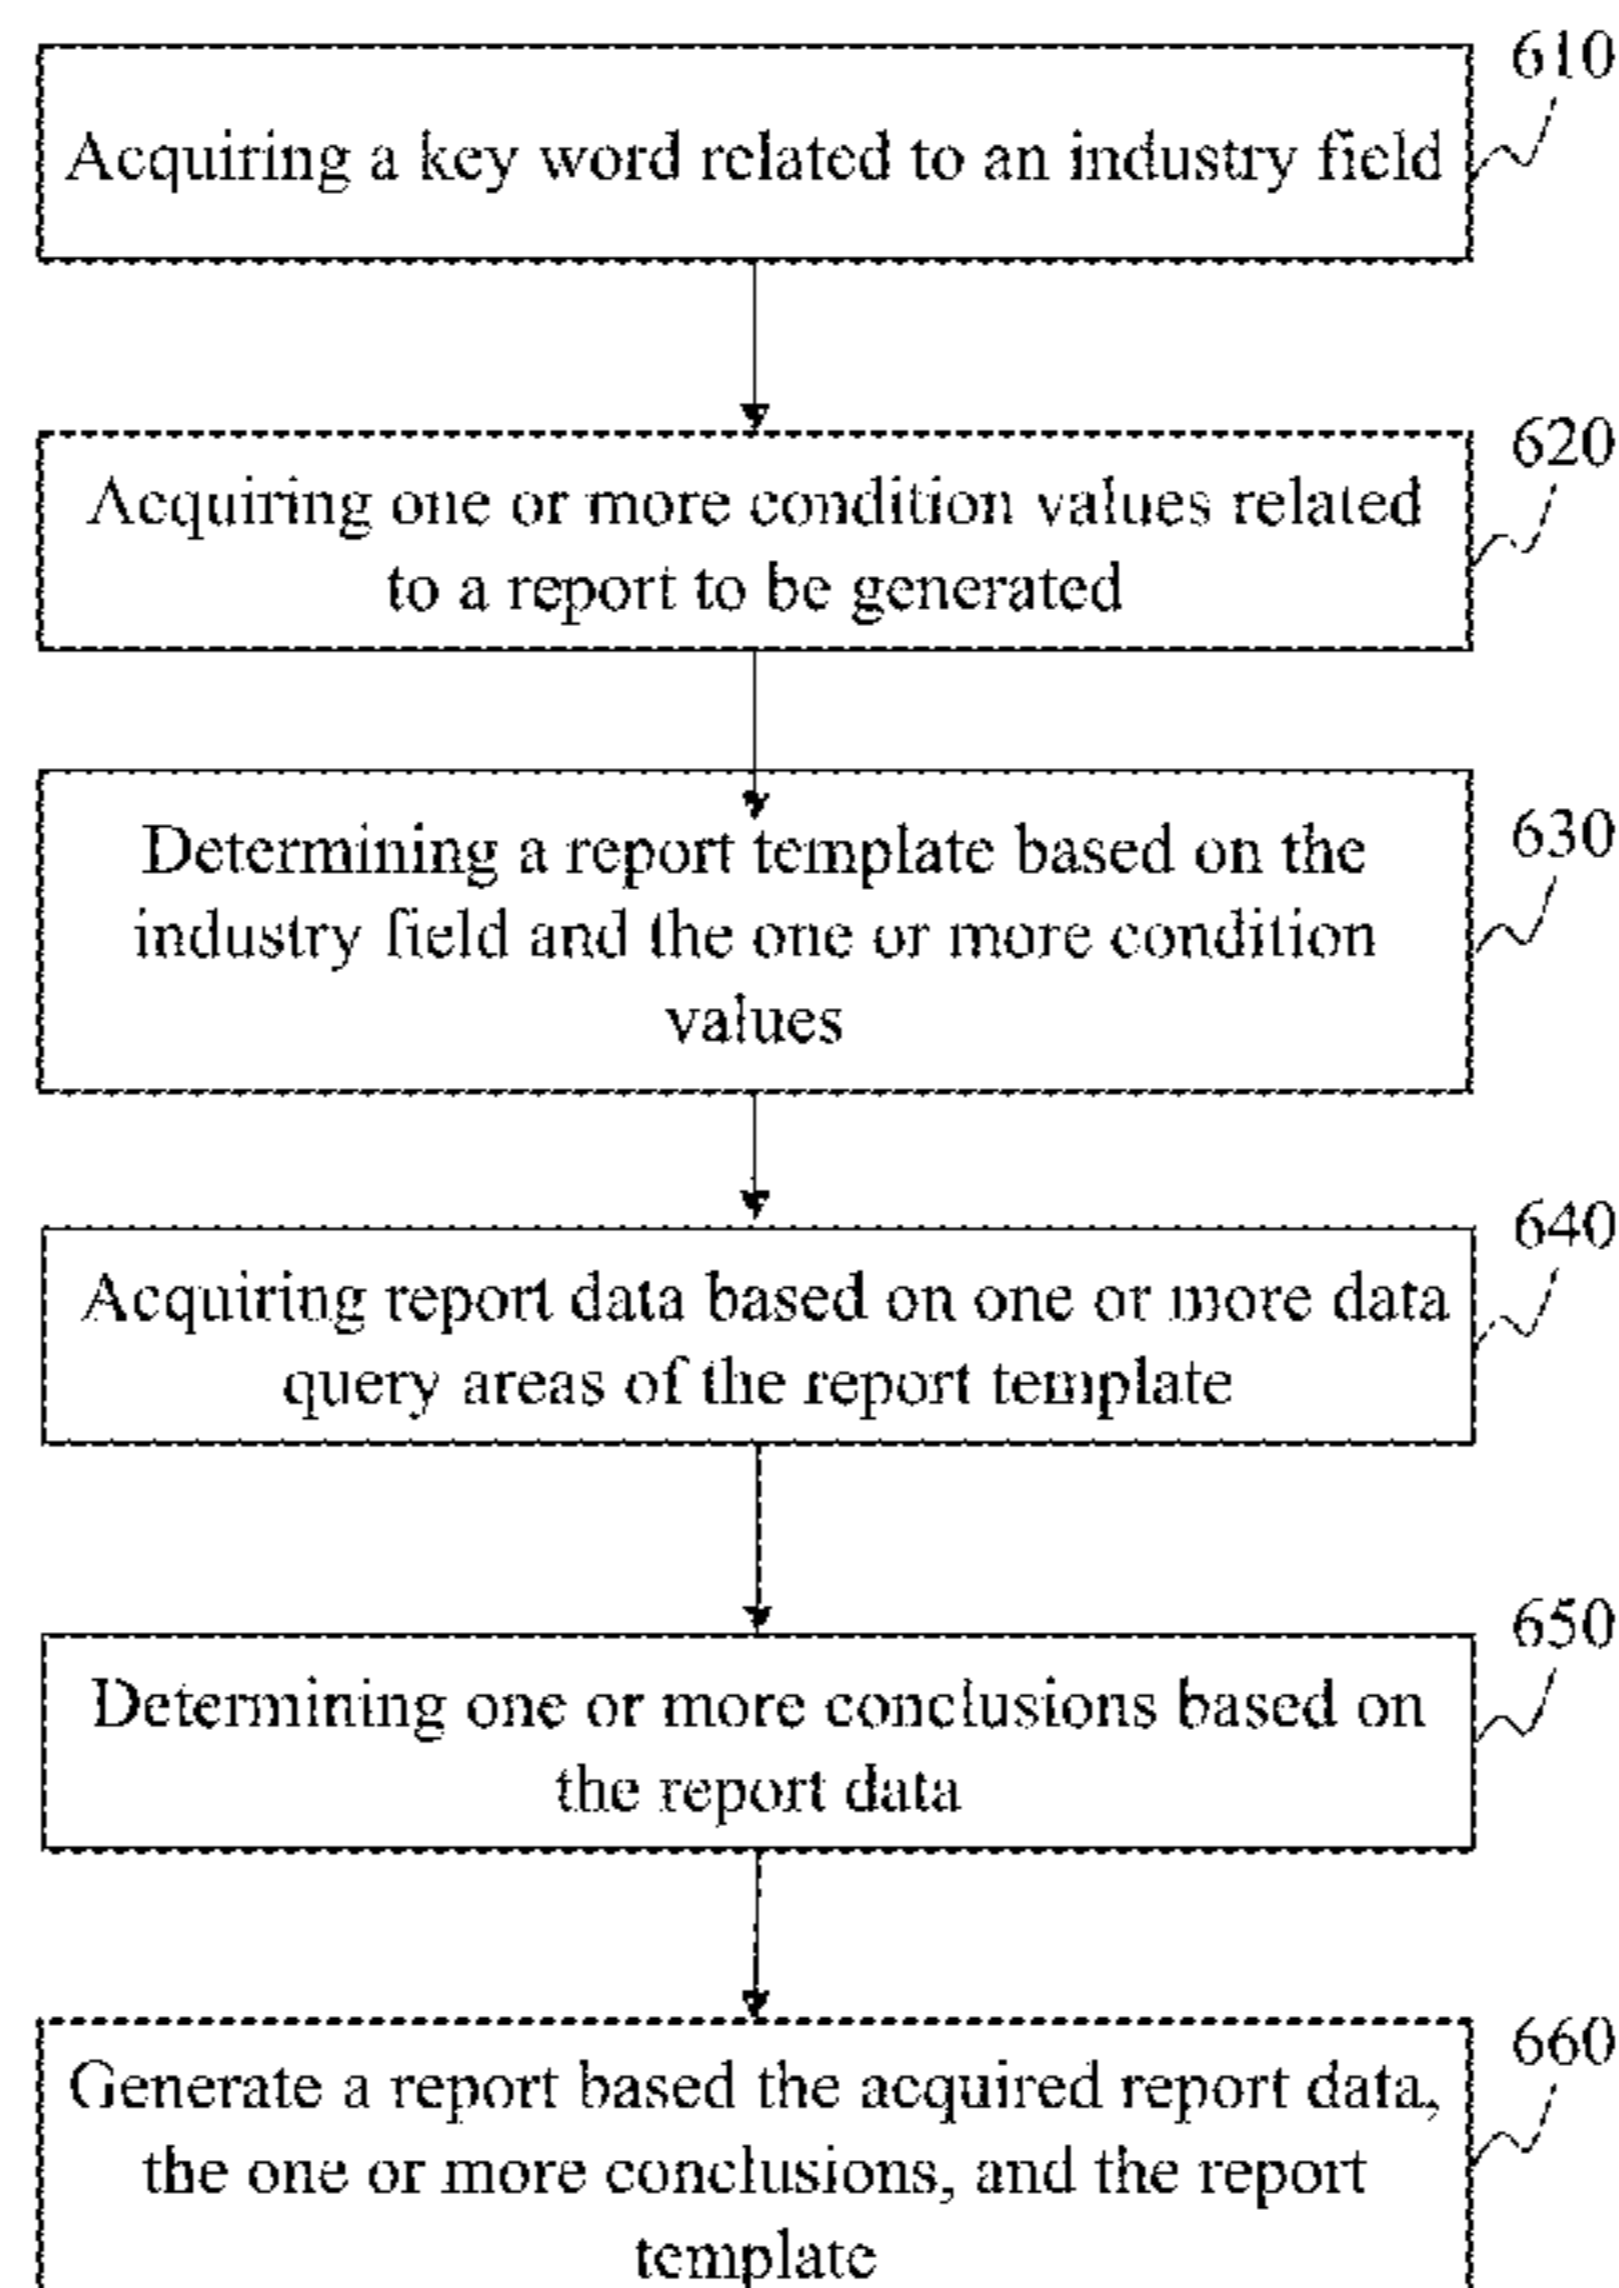 610
Acquiring a key word related to an industry field
620
Acquiring one or more condition values related
to a report to be generated
630
Determining a report template based on the
industry field and the one or more condition
values
640
Acquiring report data based on one or more data
query areas of the report template
650
Determining one or more conclusions based on
the report data
660
Generate a report based the acquired report data,
the one or more conclusions, and the report
template